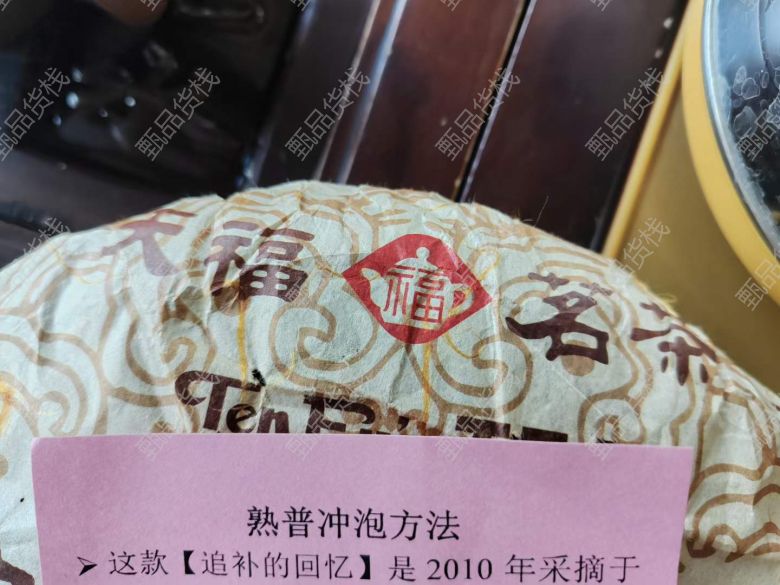 天福 福 茗茶
Ten
熟普冲泡方法
➤ 这款【追补的回忆】是 2010 年采摘于
甄品货栈